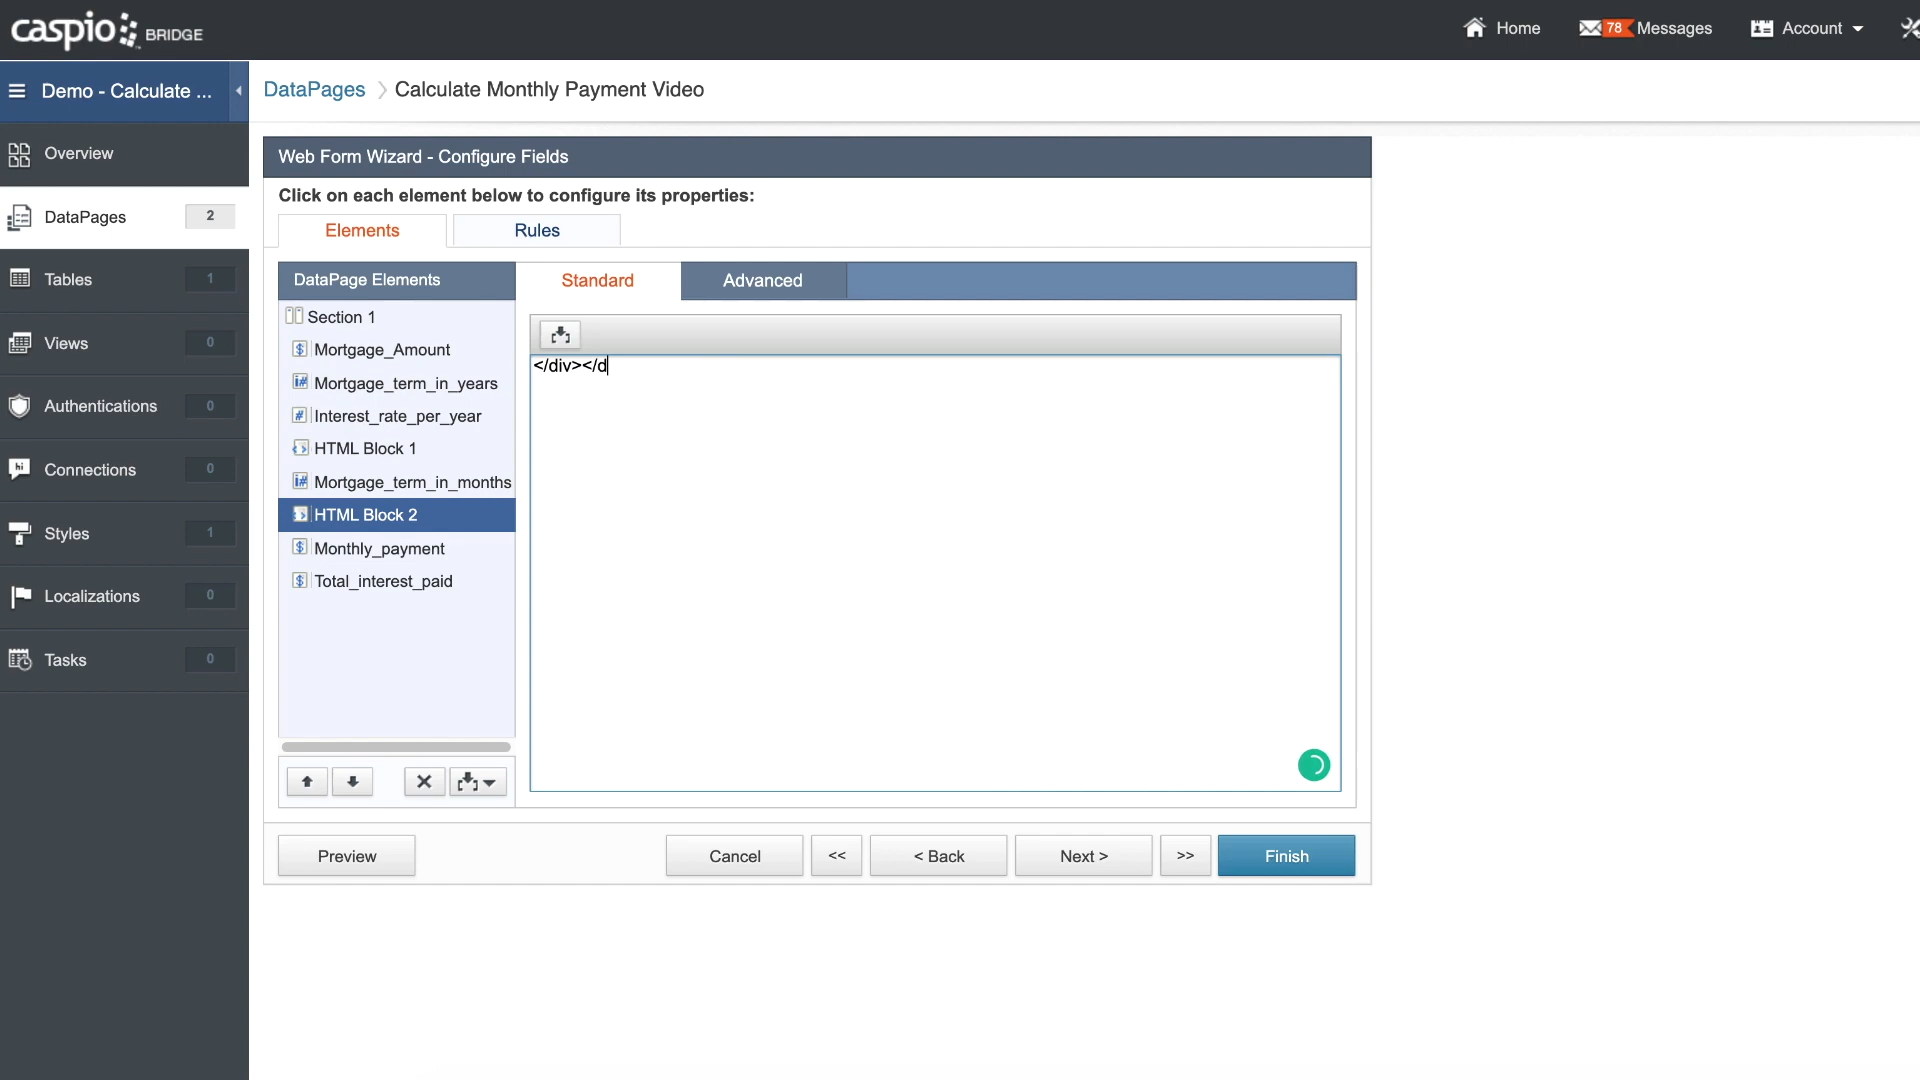 caspio BRIDGE
Home
78 Messages
Account
Demo - Calculate ...
DataPages
Calculate Monthly Payment Video
Overview
DataPages 2
Tables 1
Views 0
Authentications 0
Connections 0
Styles 1
Localizations 0
Tasks 0
Web Form Wizard - Configure Fields
Click on each element below to configure its properties:
Elements
Rules
DataPage Elements
Standard
Advanced
Section 1
Mortgage_Amount
Mortgage_term_in_years
Interest_rate_per_year
HTML Block 1
Mortgage_term_in_months
HTML Block 2
Monthly_payment
Total_interest_paid
</div></d
Preview
Cancel
<<
< Back
Next >
>>
Finish